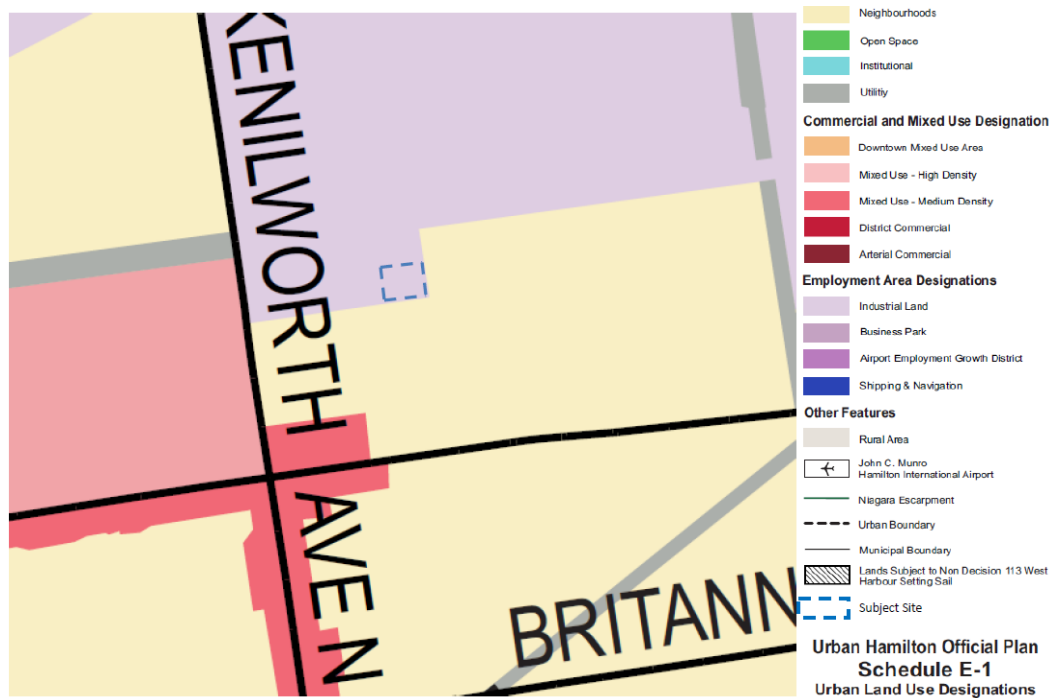 KENILWORTH AVE N
BRITANN
Neighbourhoods
Open Space
Institutional
Utilitiy
Commercial and Mixed Use Designation
Downtown Mixed Use Area
Mixed Use - High Density
Mixed Use - Medium Density
District Commercial
Arterial Commercial
Employment Area Designations
Industrial Land
Business Park
Airport Employment Growth District
Shipping & Navigation
Other Features
Rural Area
John C. Munro
Hamilton International Airport
Niagara Escarpment
Urban Boundary
Municipal Boundary
Lands Subject to Non Decision 113 West
Harbour Setting Sail
Subject Site
Urban Hamilton Official Plan
Schedule E-1
Urban Land Use Designations